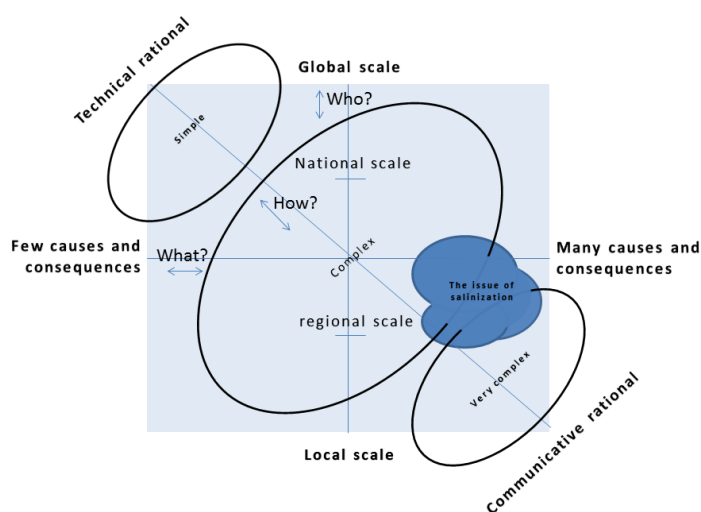 Technical rational
Global scale
Who?
Simple
National scale
How?
Few causes and
consequences
What?
Complex
Many causes and
consequences
The issue of
salinization
regional scale
Very complex
Local scale
Communicative rational